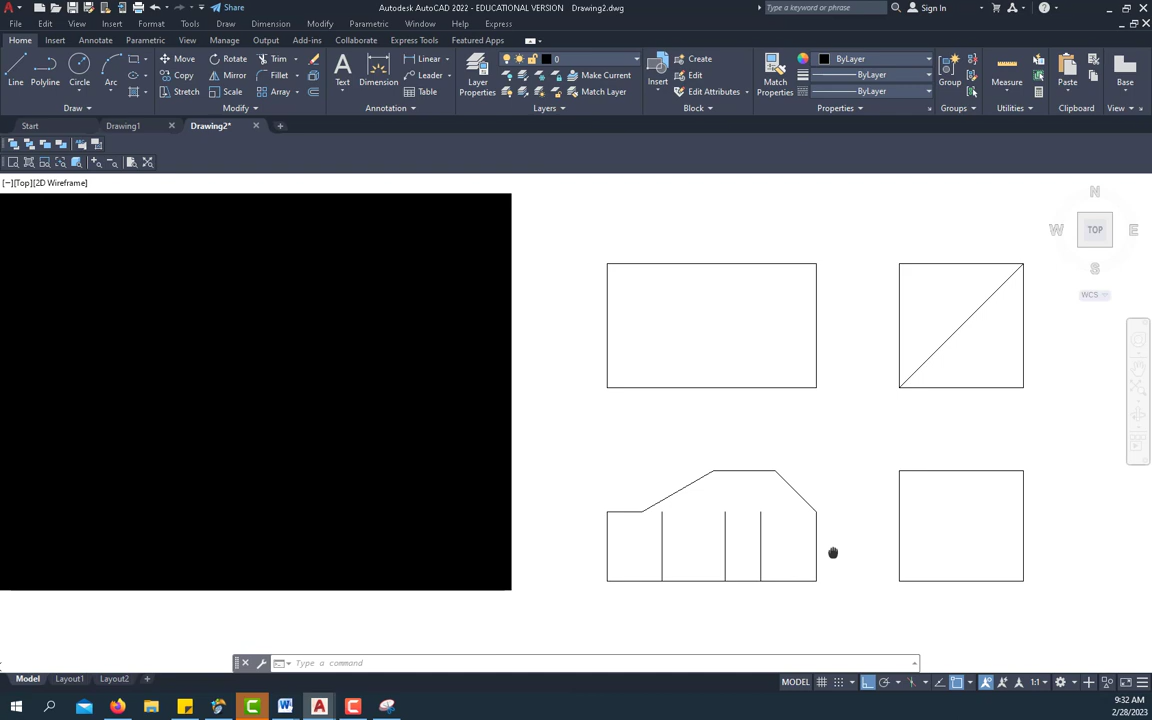 Autodesk AutoCAD 2022 - EDUCATIONAL VERSION Drawing2.dwg
Share
Type a keyword or phrase
Sign In
File Edit View Insert Format Tools Draw Dimension Modify Parametric Window Help Express
Home Insert Annotate Parametric View Manage Output Add-ins Collaborate Express Tools Featured Apps
Line Polyline Circle Arc
Move Rotate Trim
Copy Mirror Fillet
Stretch Scale Array
Text Dimension
Linear
Leader
Table
Layer Properties
0
Make Current
Match Layer
Insert
Create
Edit
Edit Attributes
Match Properties
ByLayer
ByLayer
ByLayer
Group
Measure
Paste
Base
Draw Modify Annotation Layers Block Properties Groups Utilities Clipboard View
Start Drawing1 Drawing2*
[−][Top][2D Wireframe]
N
W TOP E
S
WCS
Type a command
Model Layout1 Layout2
MODEL 1:1
9:32 AM
2/28/2023